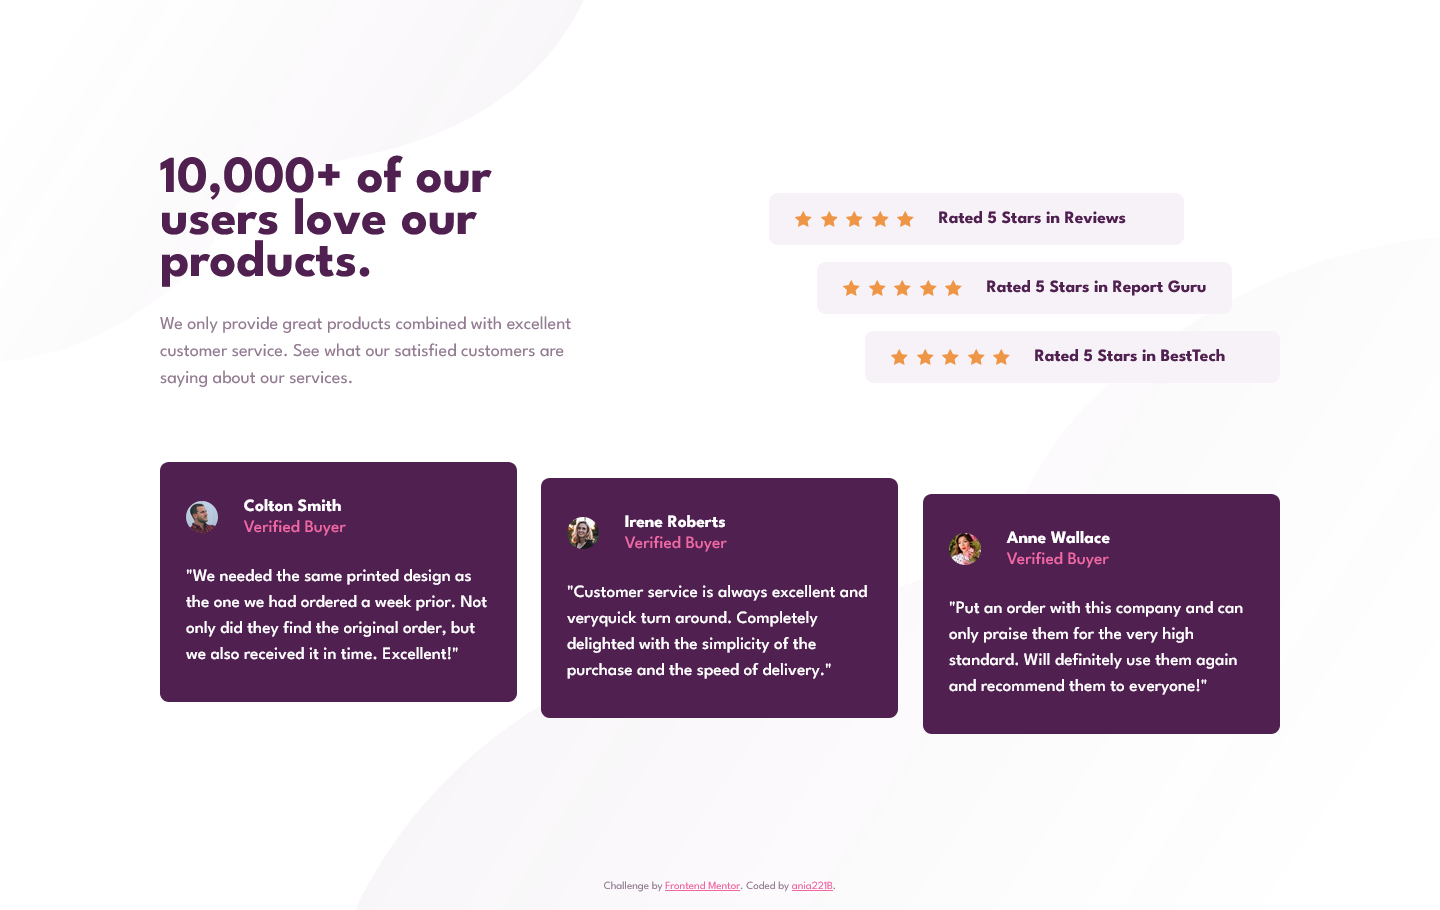 10,000+ of our
users love our
products.
We only provide great products combined with excellent
customer service. See what our satisfied customers are
saying about our services.
Rated 5 Stars in Reviews
Rated 5 Stars in Report Guru
Rated 5 Stars in BestTech
Colton Smith
Verified Buyer
"We needed the same printed design as
the one we had ordered a week prior. Not
only did they find the original order, but
we also received it in time. Excellent!"
Irene Roberts
Verified Buyer
"Customer service is always excellent and
veryquick turn around. Completely
delighted with the simplicity of the
purchase and the speed of delivery."
Anne Wallace
Verified Buyer
"Put an order with this company and can
only praise them for the very high
standard. Will definitely use them again
and recommend them to everyone!"
Challenge by Frontend Mentor. Coded by ania221B.